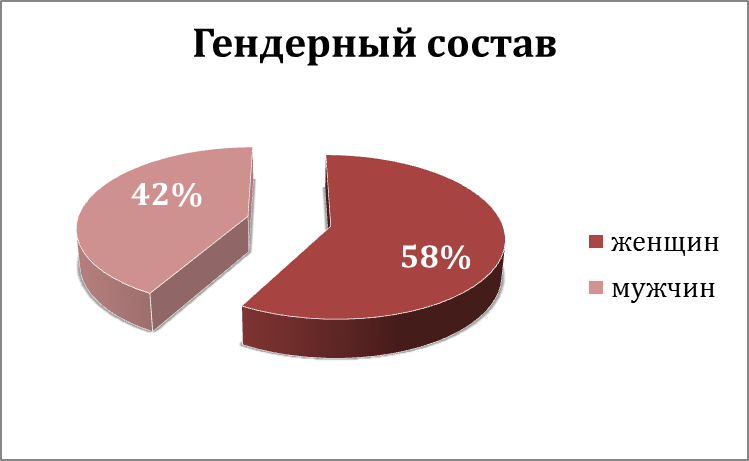 Гендерный состав
42%
58%
женщин
мужчин